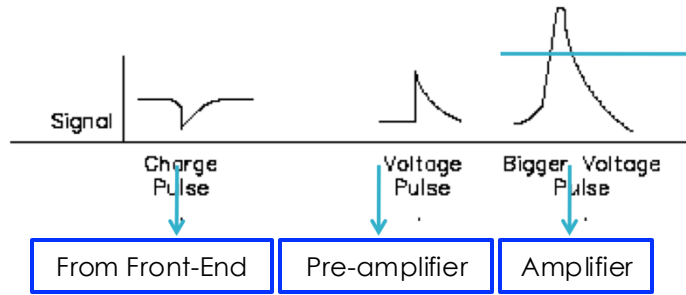 Signal
Charge Voltage Bigger Voltage
Pulse Pulse Pulse
From Front-End Pre-amplifier Amplifier